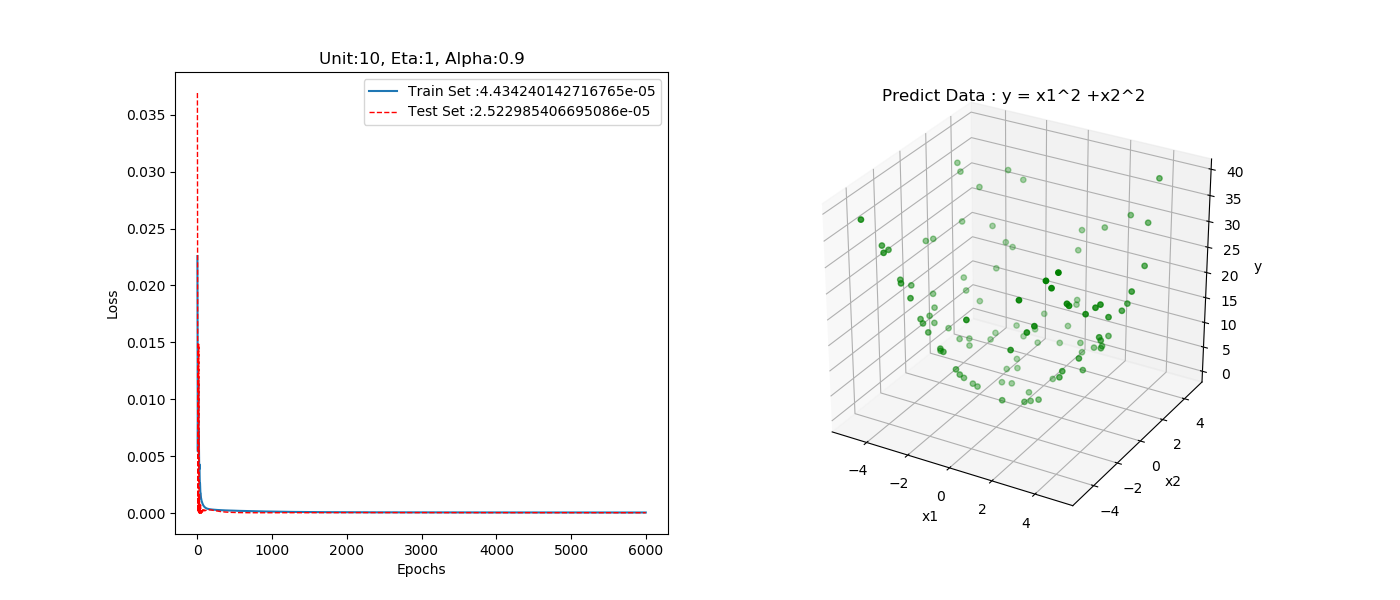 Unit:10, Eta:1, Alpha:0.9
Train Set :4.434240142716765e-05
Test Set :2.522985406695086e-05
0.035
0.030
0.025
0.020
0.015
0.010
0.005
0.000
Loss
0 1000 2000 3000 4000 5000 6000
Epochs
Predict Data : y = x1^2 +x2^2
40
35
30
25
20
15
10
5
0
y
−4 −2 0 2 4
x1
4
2
0
−2
−4
x2